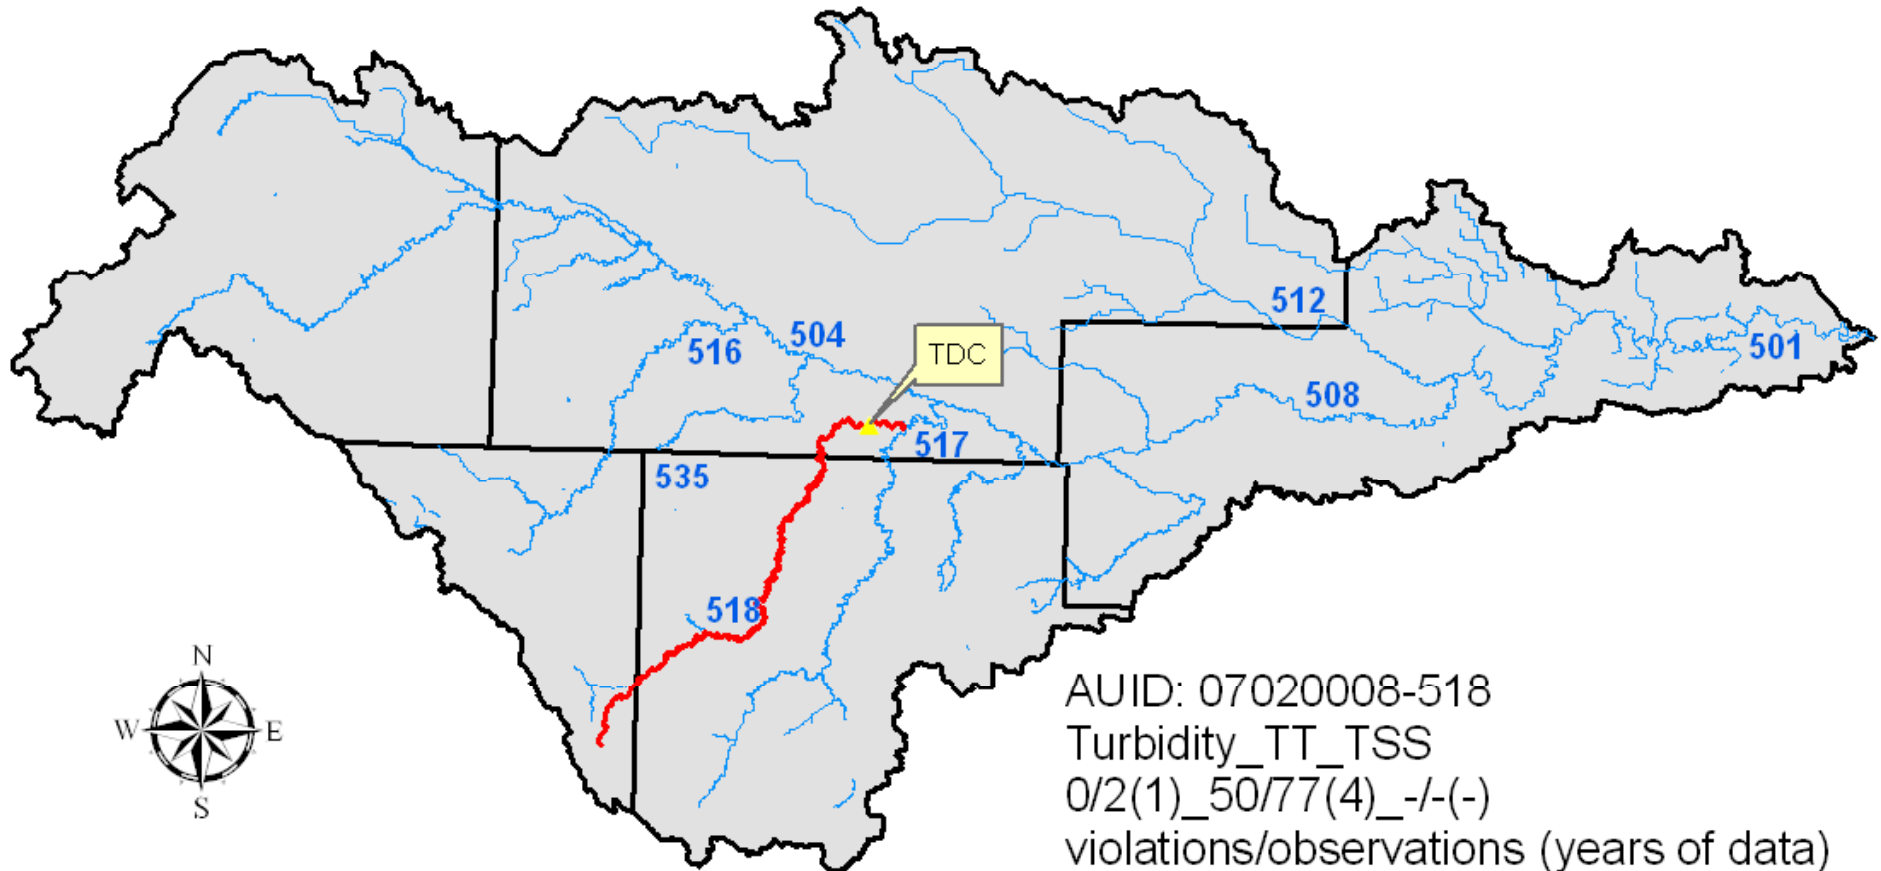 512
504
TDC
516
501
508
517
535
518
N
W E
S
AUID: 07020008-518
Turbidity_TT_TSS
0/2(1)_50/77(4)_-/-(-)
violations/observations (years of data)